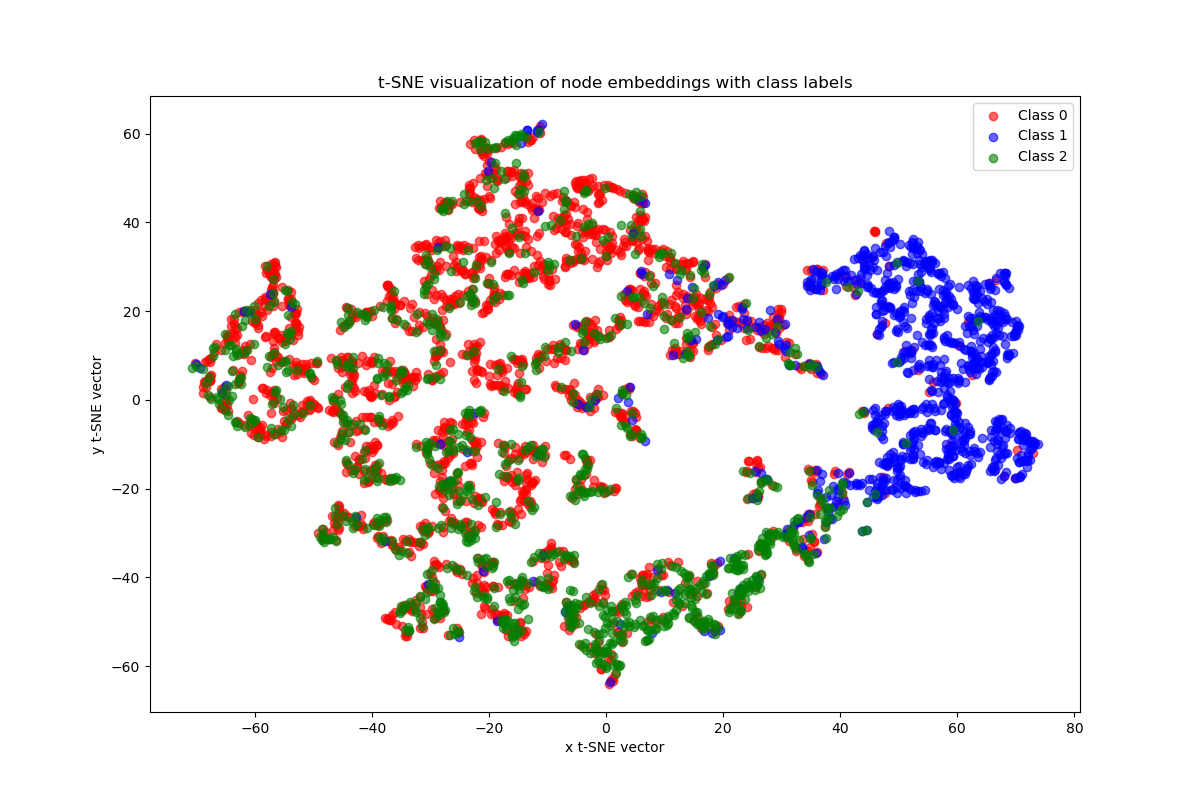 t-SNE visualization of node embeddings with class labels
Class 0
Class 1
Class 2
60
40
20
0
−20
−40
−60
y t-SNE vector
−60 −40 −20 0 20 40 60 80
x t-SNE vector